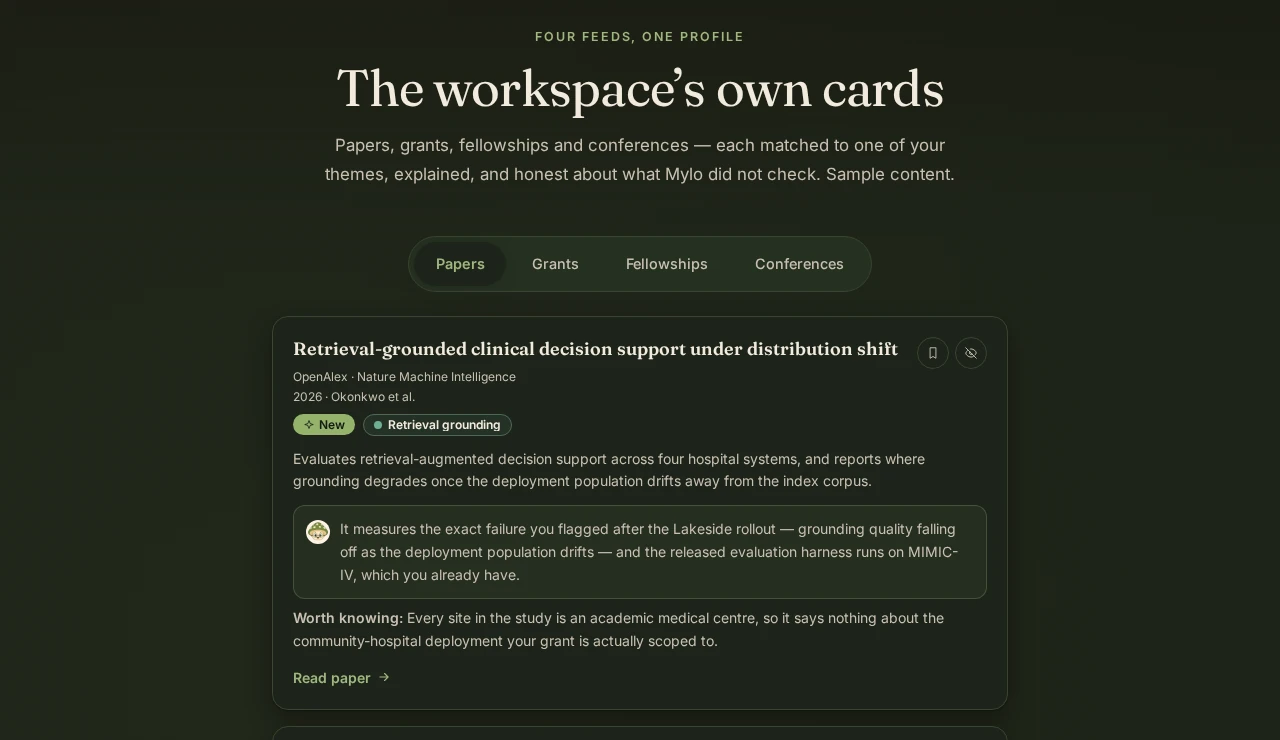 FOUR FEEDS, ONE PROFILE
The workspace’s own cards
Papers, grants, fellowships and conferences — each matched to one of your
themes, explained, and honest about what Mylo did not check. Sample content.
Papers
Grants
Fellowships
Conferences
Retrieval-grounded clinical decision support under distribution shift
OpenAlex · Nature Machine Intelligence
2026 · Okonkwo et al.
New
Retrieval grounding
Evaluates retrieval-augmented decision support across four hospital systems, and reports where
grounding degrades once the deployment population drifts away from the index corpus.
It measures the exact failure you flagged after the Lakeside rollout — grounding quality falling
off as the deployment population drifts — and the released evaluation harness runs on MIMIC-
IV, which you already have.
Worth knowing: Every site in the study is an academic medical centre, so it says nothing about the
community-hospital deployment your grant is actually scoped to.
Read paper →